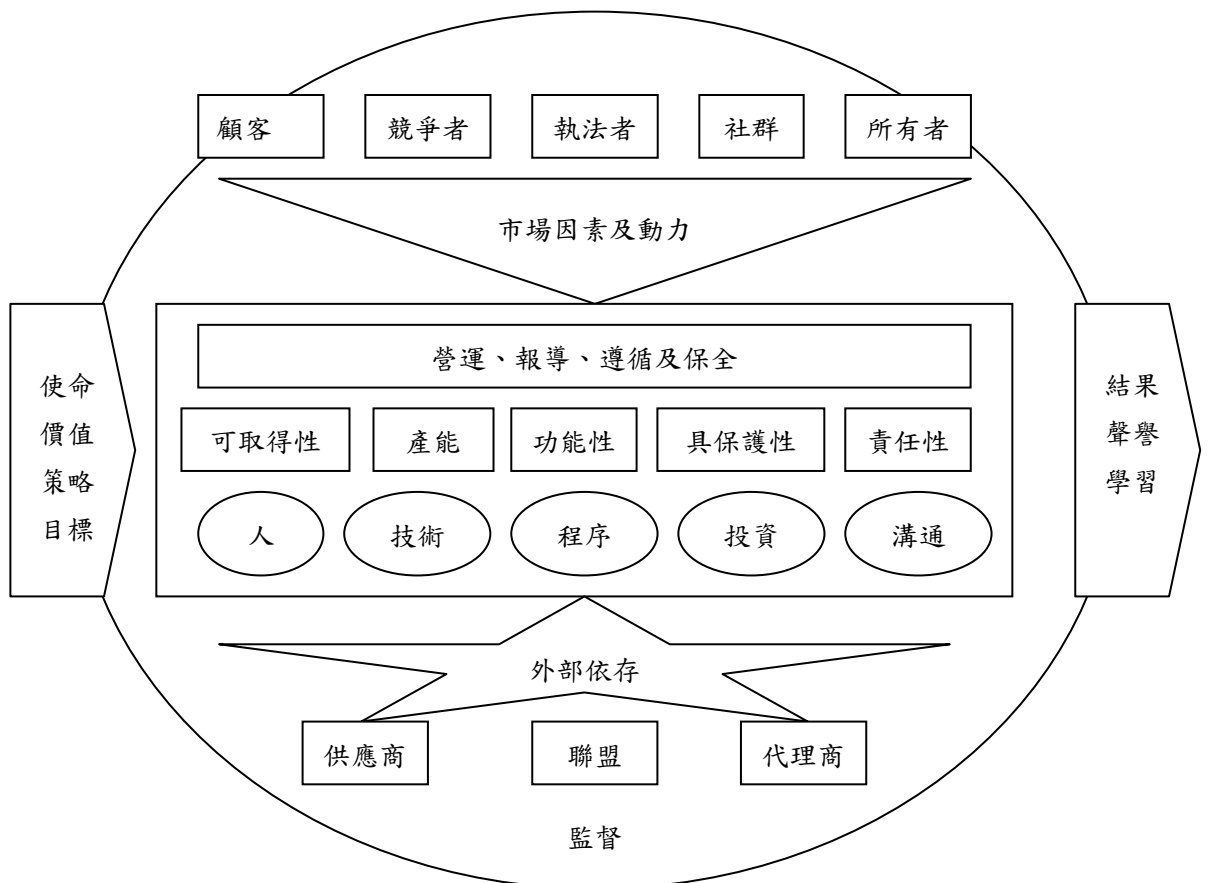 顧客
競爭者
執法者
社群
所有者
市場因素及動力
使命
價值
策略
目標
營運、報導、遵循及保全
可取得性
產能
功能性
具保護性
責任性
人
技術
程序
投資
溝通
結果
聲譽
學習
外部依存
供應商
聯盟
代理商
監督